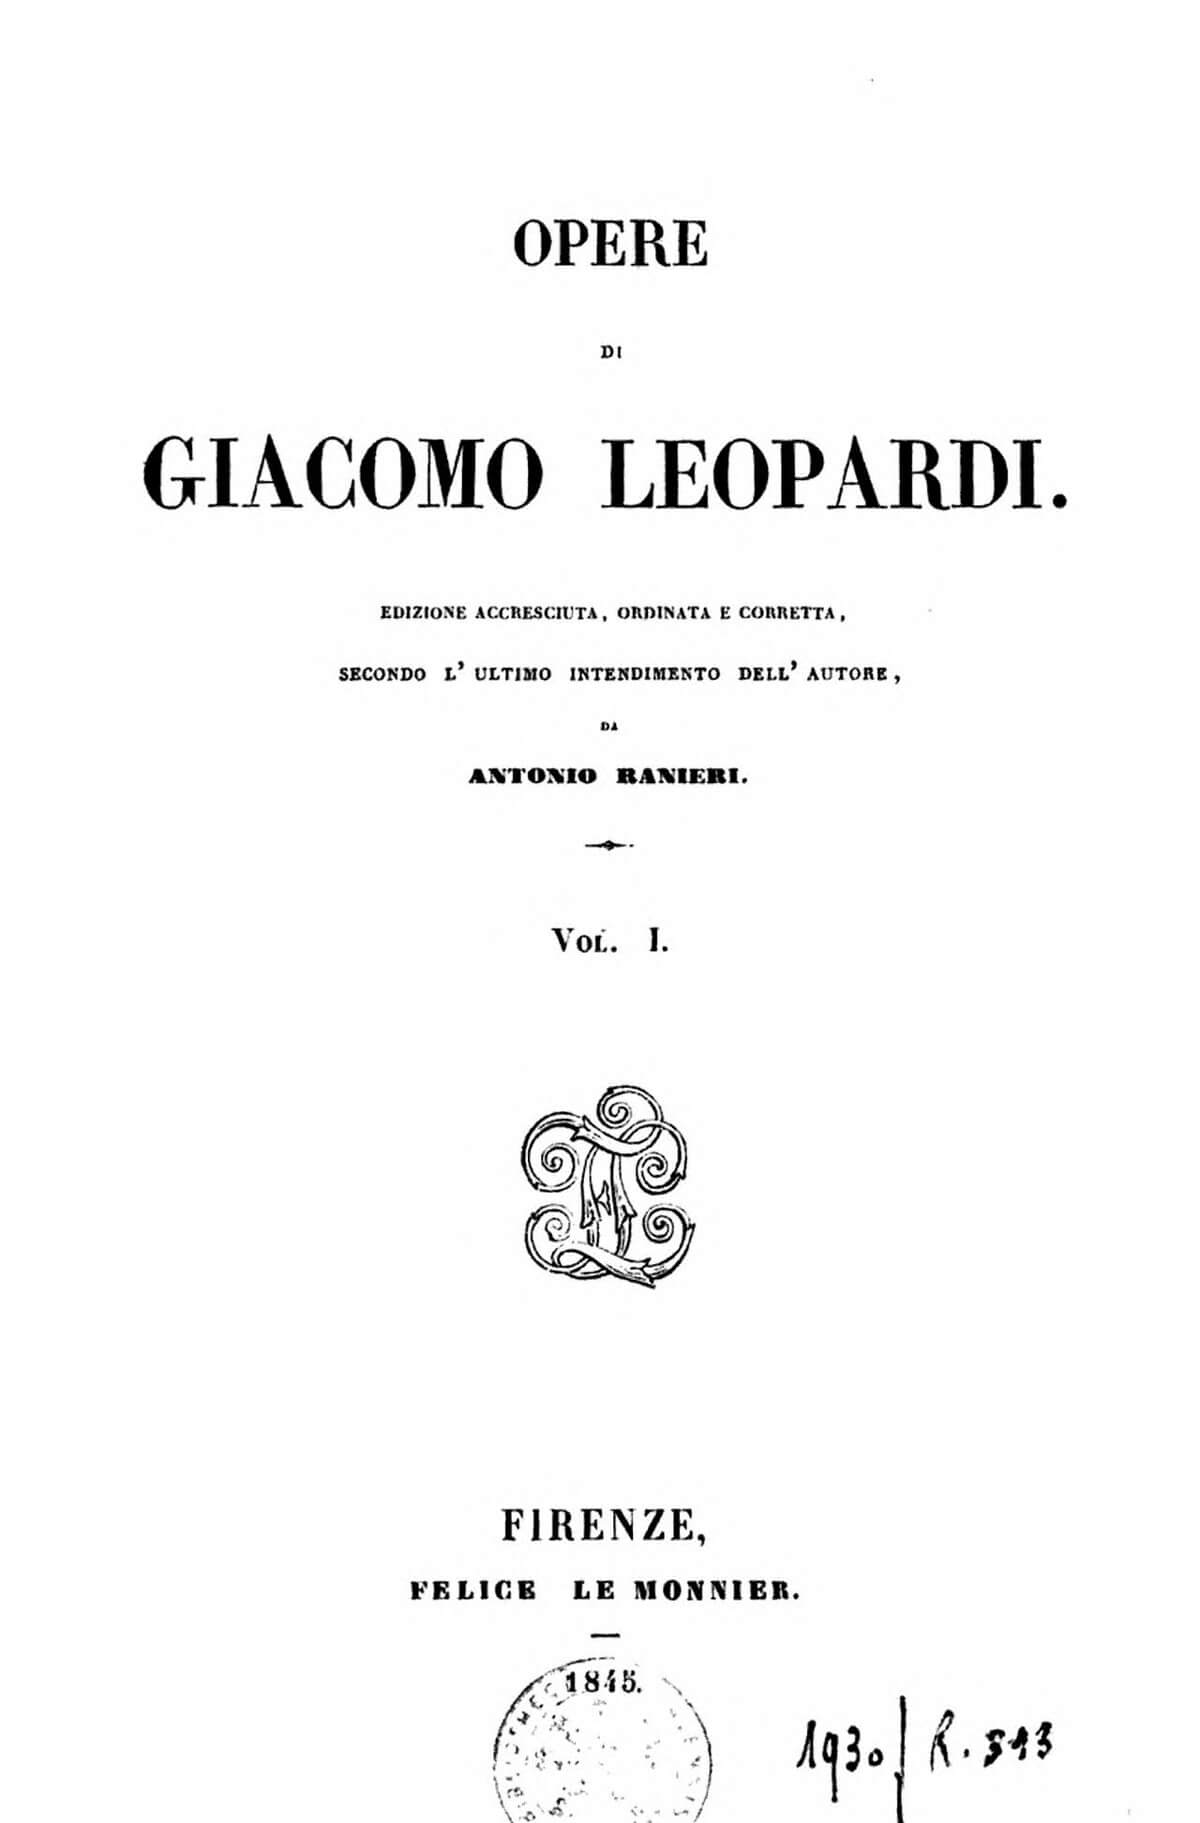 OPERE
DI
GIACOMO LEOPARDI.
EDIZIONE ACCRESCIUTA, ORDINATA E CORRETTA,
SECONDO L' ULTIMO INTENDIMENTO DELL' AUTORE,
DA
ANTONIO RANIERI.
VOL. I.
FIRENZE,
FELICE LE MONNIER.
1845.
1930/R.